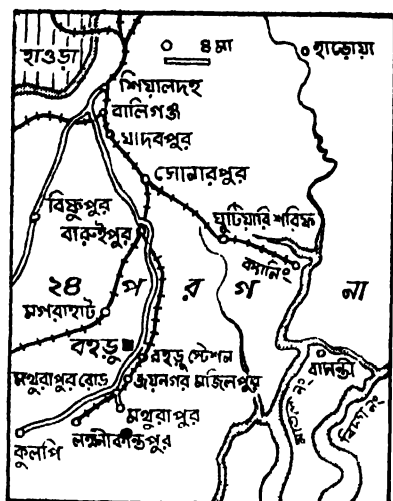 হাওড়া
০ ৪ মা
হাড়োয়া
শিয়ালদহ
বালিগঞ্জ
যাদবপুর
সোনারপুর
বিষ্ণুপুর
বারুইপুর
ঘুটিয়ারি শরিফ
ক্যানিং
২৪ প র গ না
মগরাহাট
বহড়ু
বহড়ু স্টেশন
বাসন্তী
মথুরাপুর রোড
জয়নগর মজিলপুর
মথুরাপুর
লক্ষ্মীকান্তপুর
কুলপি